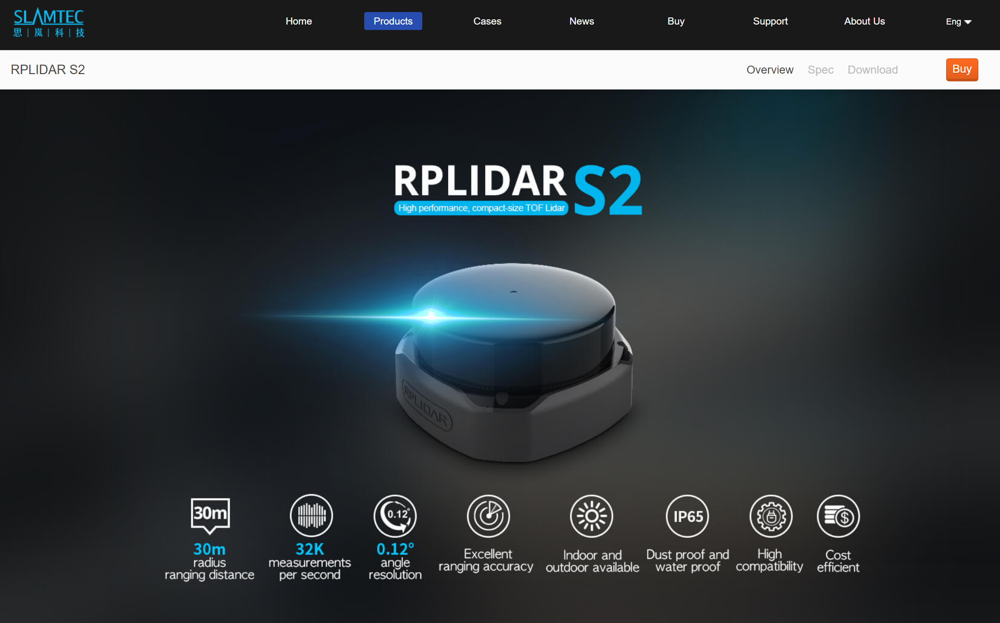 SLAMTEC
思|岚|科|技
Home
Products
Cases
News
Buy
Support
About Us
Eng
RPLIDAR S2
Overview
Spec
Download
Buy
RPLIDAR S2
High performance, compact-size TOF Lidar
RPLIDAR
30m
30m
radius
ranging distance
32K
measurements
per second
0.12°
0.12°
angle
resolution
Excellent
ranging accuracy
Indoor and
outdoor available
IP65
Dust proof and
water proof
High
compatibility
$
Cost
efficient